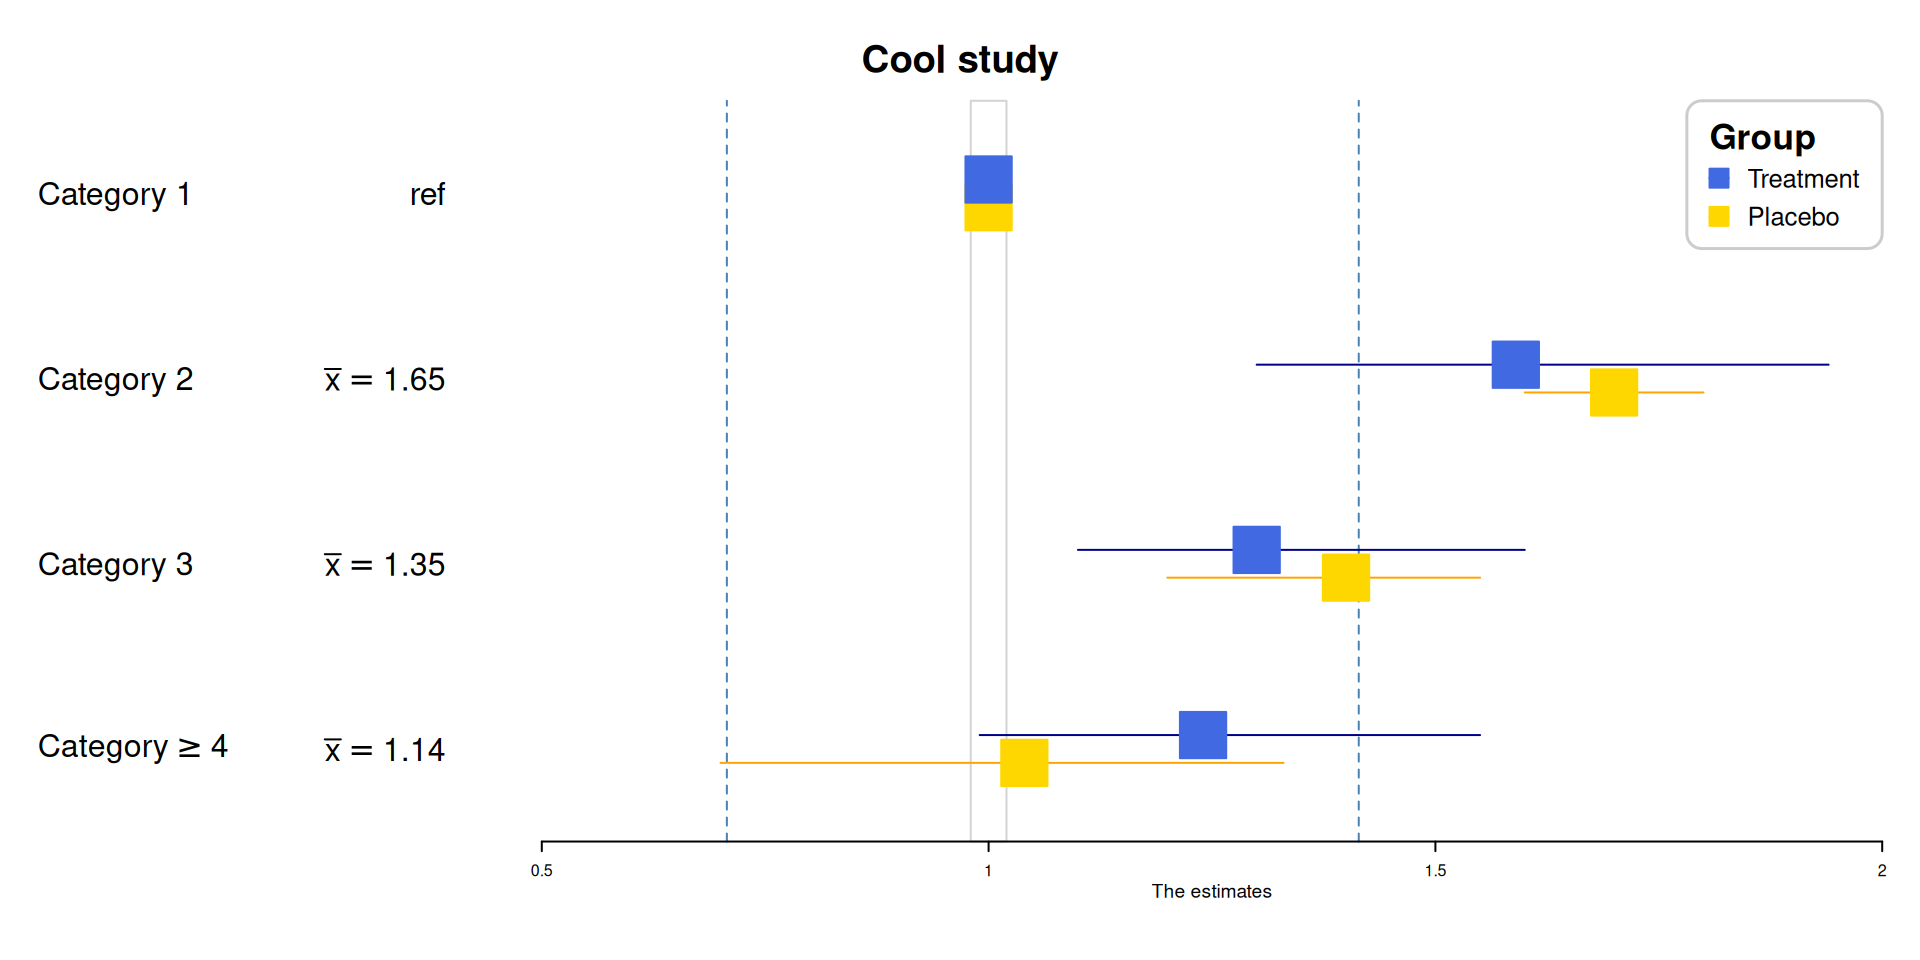 Cool study
Group
Treatment
Placebo
Category 1 ref
Category 2 x̅ = 1.65
Category 3 x̅ = 1.35
Category ≥ 4 x̅ = 1.14
0.5 1 1.5 2
The estimates